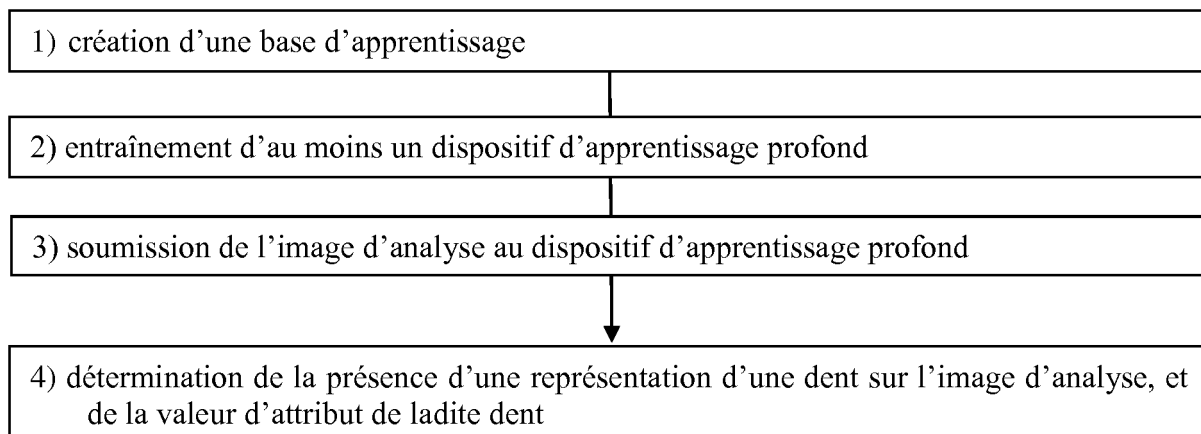 1) création d’une base d’apprentissage
2) entraînement d’au moins un dispositif d’apprentissage profond
3) soumission de l’image d’analyse au dispositif d’apprentissage profond
4) détermination de la présence d’une représentation d’une dent sur l’image d’analyse, et
de la valeur d’attribut de ladite dent